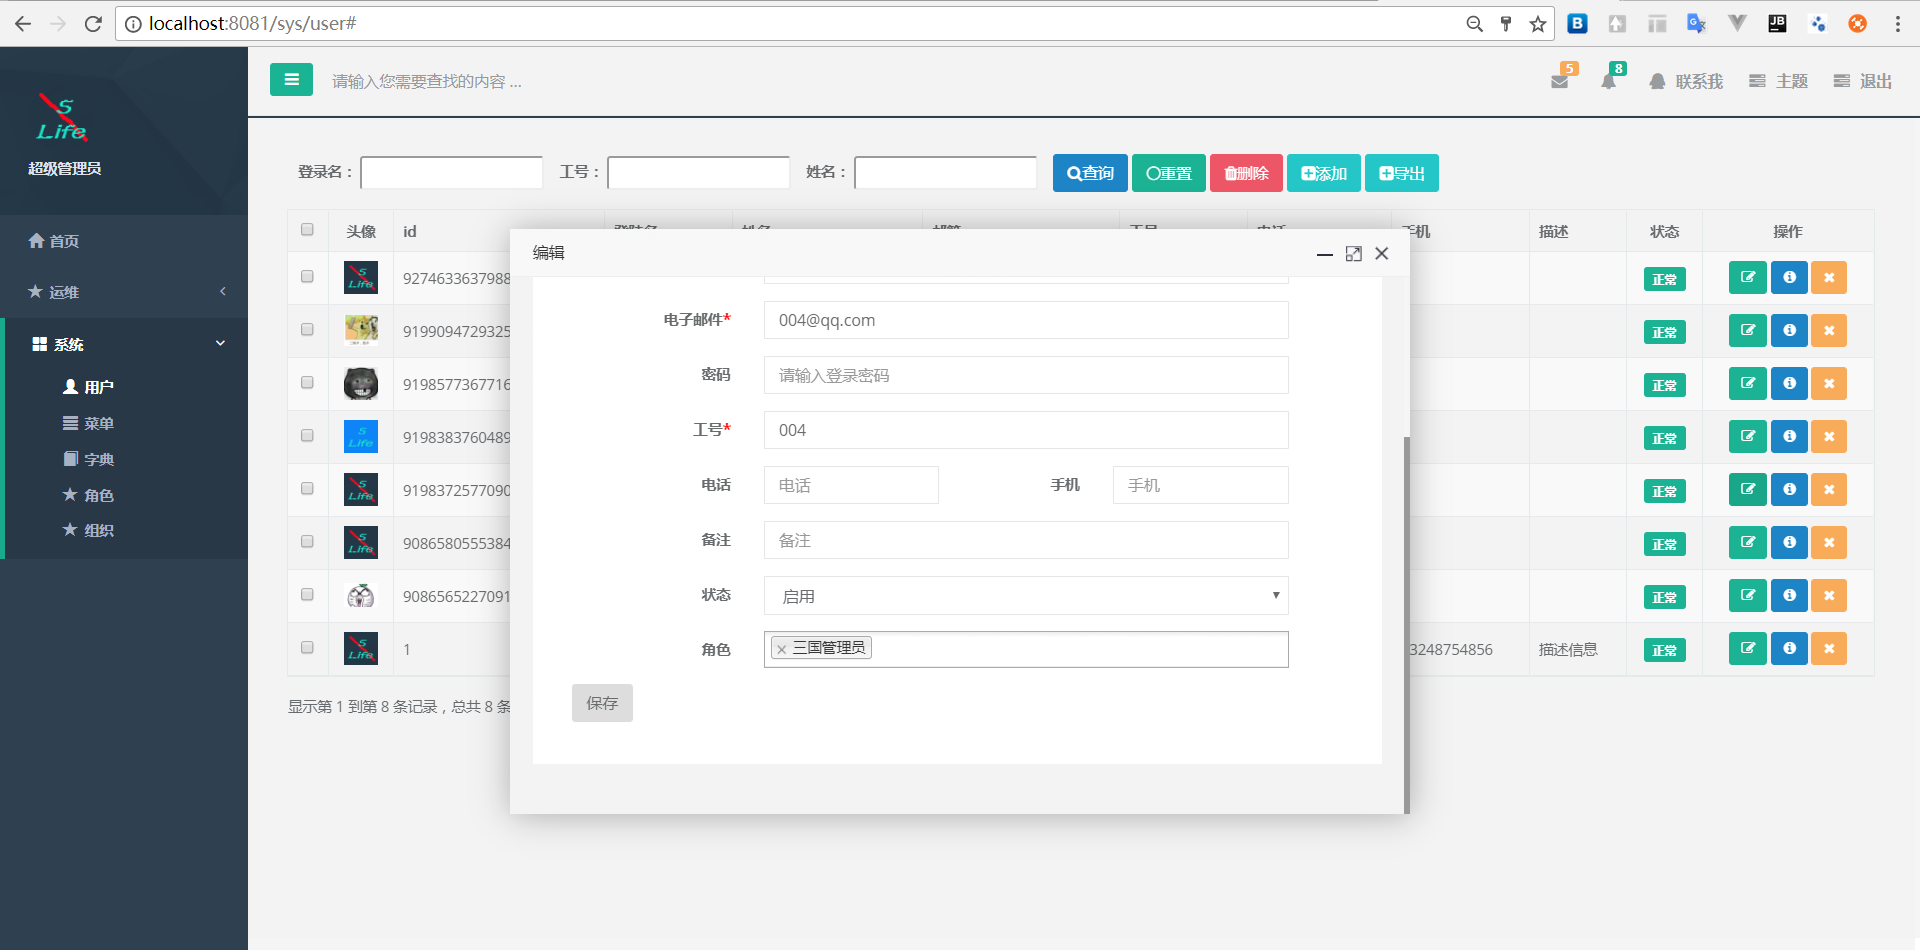 localhost:8081/sys/user#
5 Life
超级管理员
首页
运维
系统
用户
菜单
字典
角色
组织
请输入您需要查找的内容 ...
5
8
联系我
主题
退出
登录名：
工号：
姓名：
查询
重置
删除
添加
导出
头像 id 手机 描述 状态 操作
9274633637988 正常
9199094729325 正常
9198577367716 正常
9198383760489 正常
9198372577090 正常
9086580555384 正常
9086565227091 正常
1 3248754856 描述信息 正常
显示第 1 到第 8 条记录，总共 8 条
编辑
电子邮件* 004@qq.com
密码 请输入登录密码
工号* 004
电话 电话 手机 手机
备注 备注
状态 启用
角色 × 三国管理员
保存